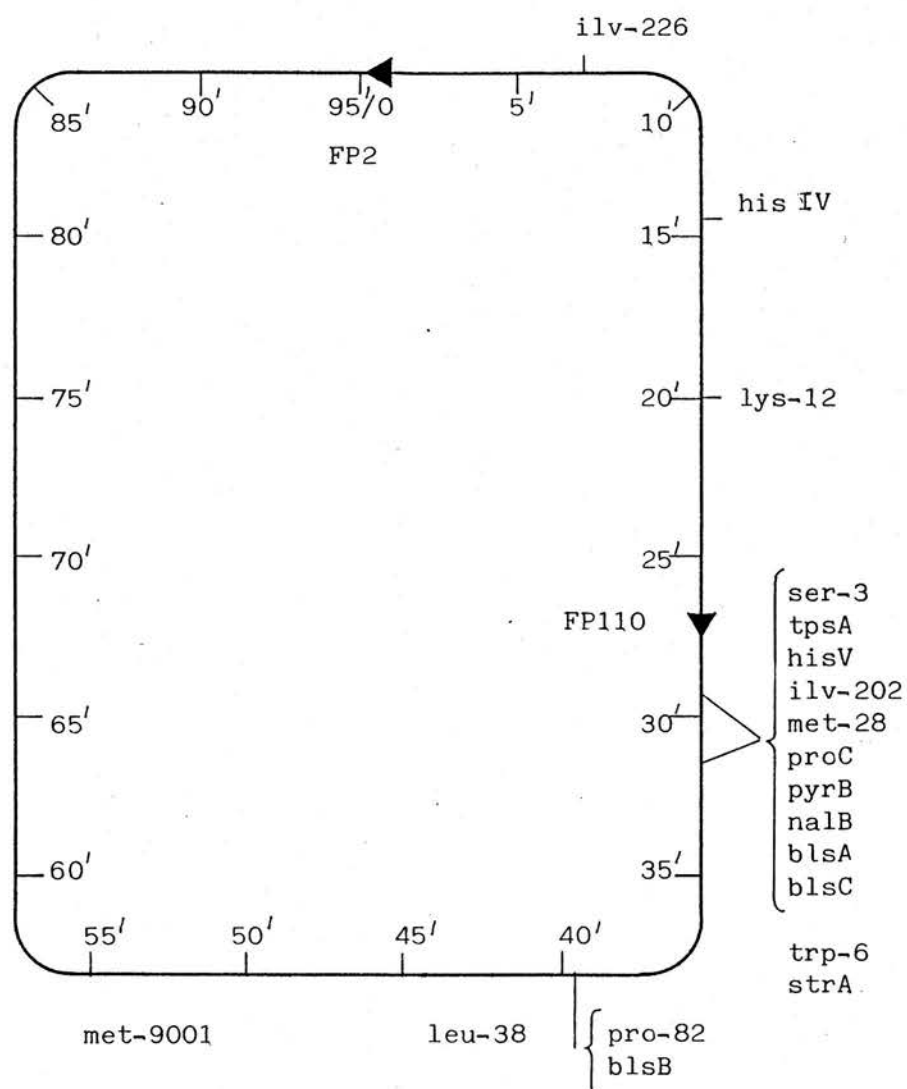 ilv-226
90′
95′/0
5′
85′
10′
FP2
his IV
80′
15′
75′
20′
lys-12
70′
25′
FP110
ser-3
tpsA
hisV
ilv-202
met-28
proC
pyrB
nalB
blsA
blsC
65′
30′
60′
35′
55′
50′
45′
40′
trp-6
strA
met-9001
leu-38
pro-82
blsB